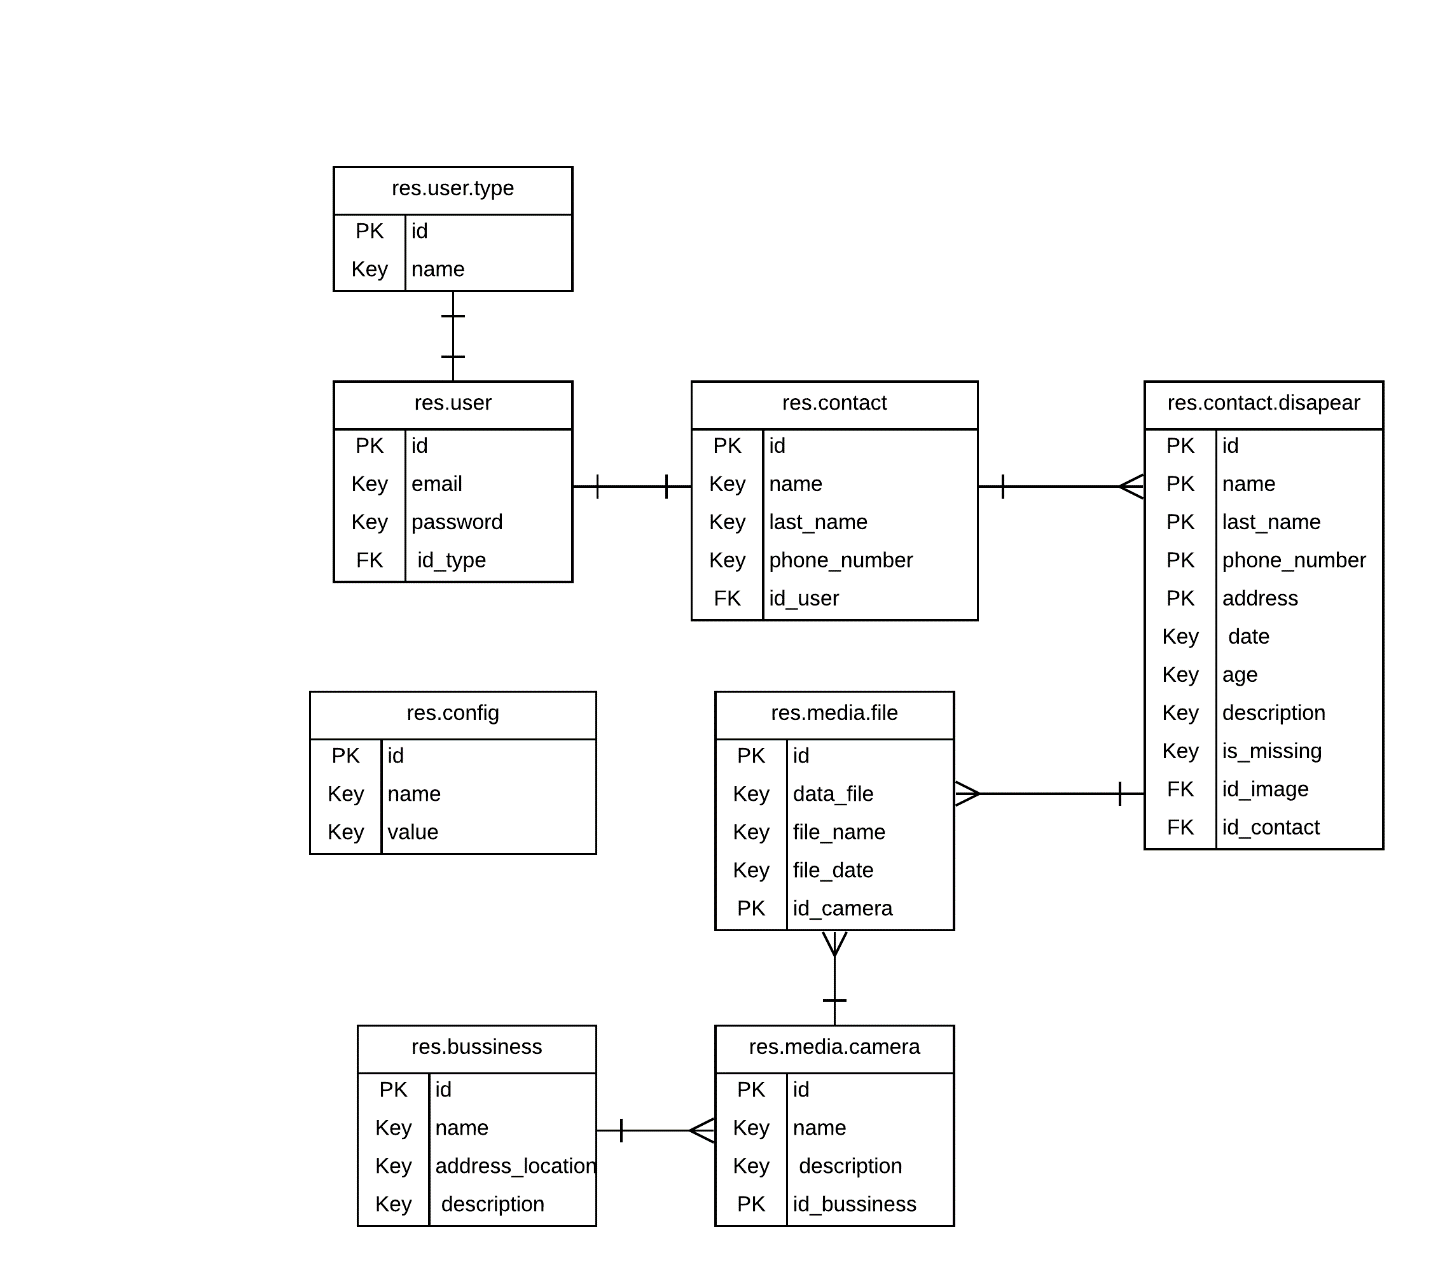 res.user.type
PK id
Key name
res.user
PK id
Key email
Key password
FK id_type
res.contact
PK id
Key name
Key last_name
Key phone_number
FK id_user
res.contact.disapear
PK id
PK name
PK last_name
PK phone_number
PK address
Key date
Key age
Key description
Key is_missing
FK id_image
FK id_contact
res.config
PK id
Key name
Key value
res.media.file
PK id
Key data_file
Key file_name
Key file_date
PK id_camera
res.bussiness
PK id
Key name
Key address_location
Key description
res.media.camera
PK id
Key name
Key description
PK id_bussiness